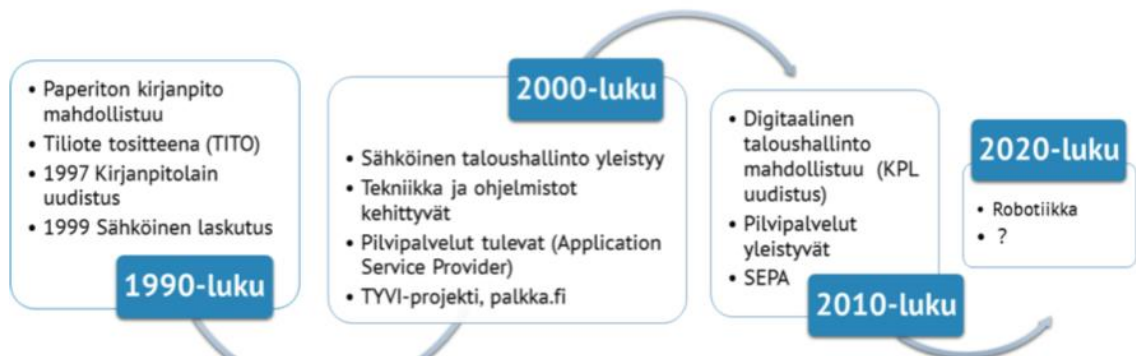 • Paperiton kirjanpito
mahdollistuu
• Tiliote tositteena (TITO)
• 1997 Kirjanpitolain
uudistus
• 1999 Sähköinen laskutus
1990-luku
2000-luku
• Sähköinen taloushallinto yleistyy
• Tekniikka ja ohjelmistot
kehittyvät
• Pilvipalvelut tulevat (Application
Service Provider)
• TYVI-projekti, palkka.fi
• Digitaalinen
taloushallinto
mahdollistuu (KPL
uudistus)
• Pilvipalvelut
yleistyvät
• SEPA
2010-luku
2020-luku
• Robotiikka
• ?